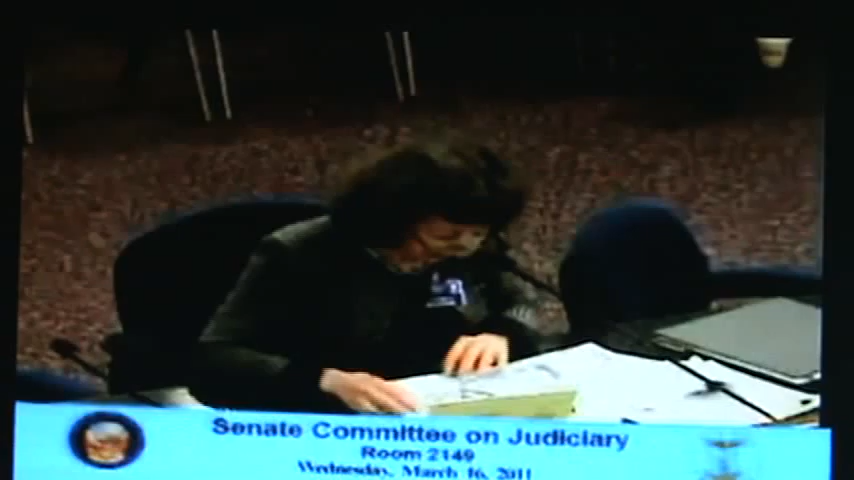 Senate Committee on Judiciary
Room 2149
Wednesday, March 16, 2011